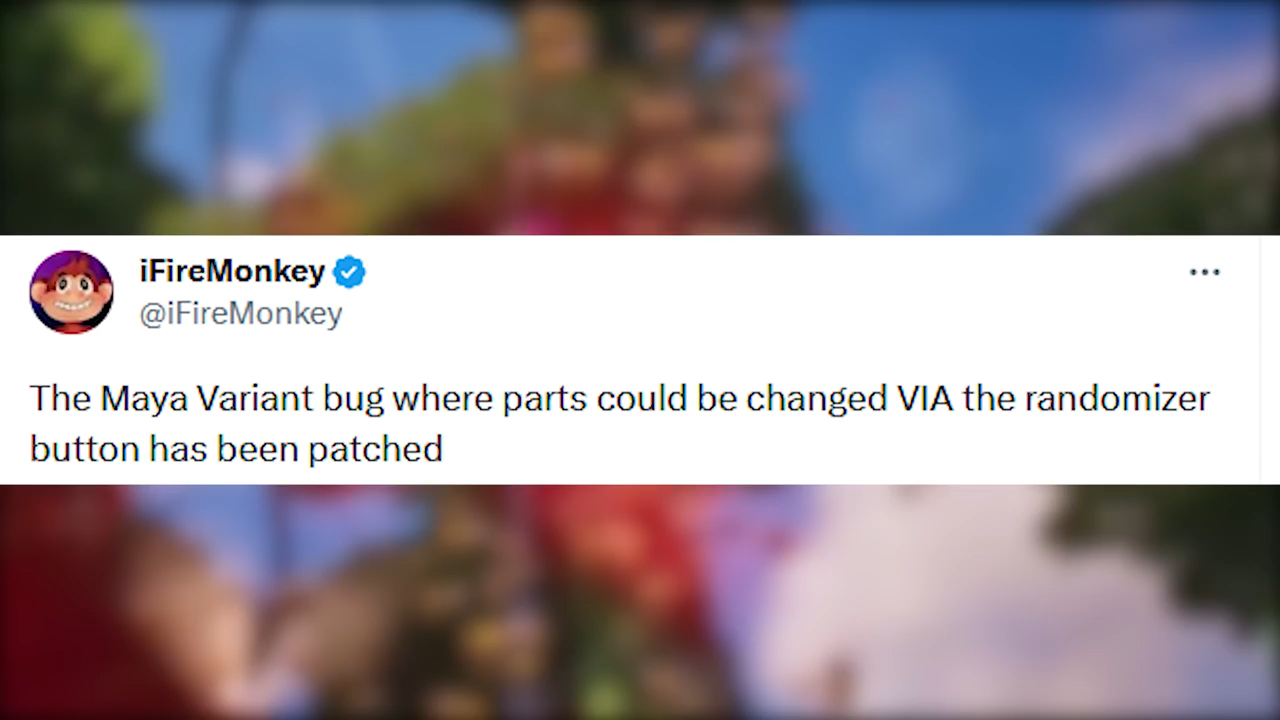 iFireMonkey
@iFireMonkey
The Maya Variant bug where parts could be changed VIA the randomizer
button has been patched